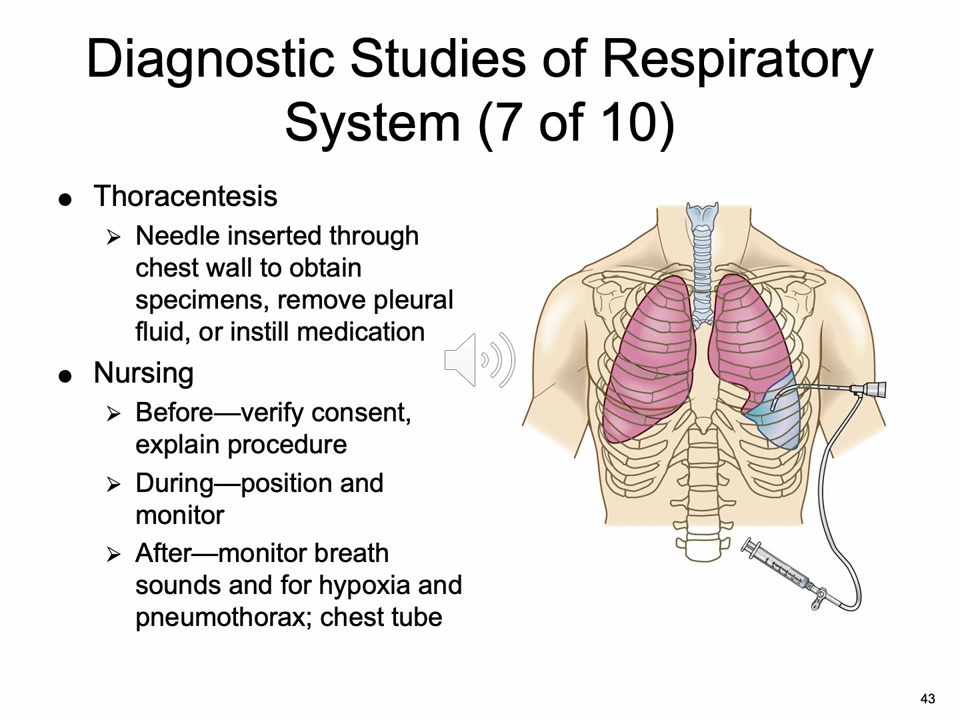 Diagnostic Studies of Respiratory
System (7 of 10)
● Thoracentesis
➢ Needle inserted through
chest wall to obtain
specimens, remove pleural
fluid, or instill medication
● Nursing
➢ Before—verify consent,
explain procedure
➢ During—position and
monitor
➢ After—monitor breath
sounds and for hypoxia and
pneumothorax; chest tube
43